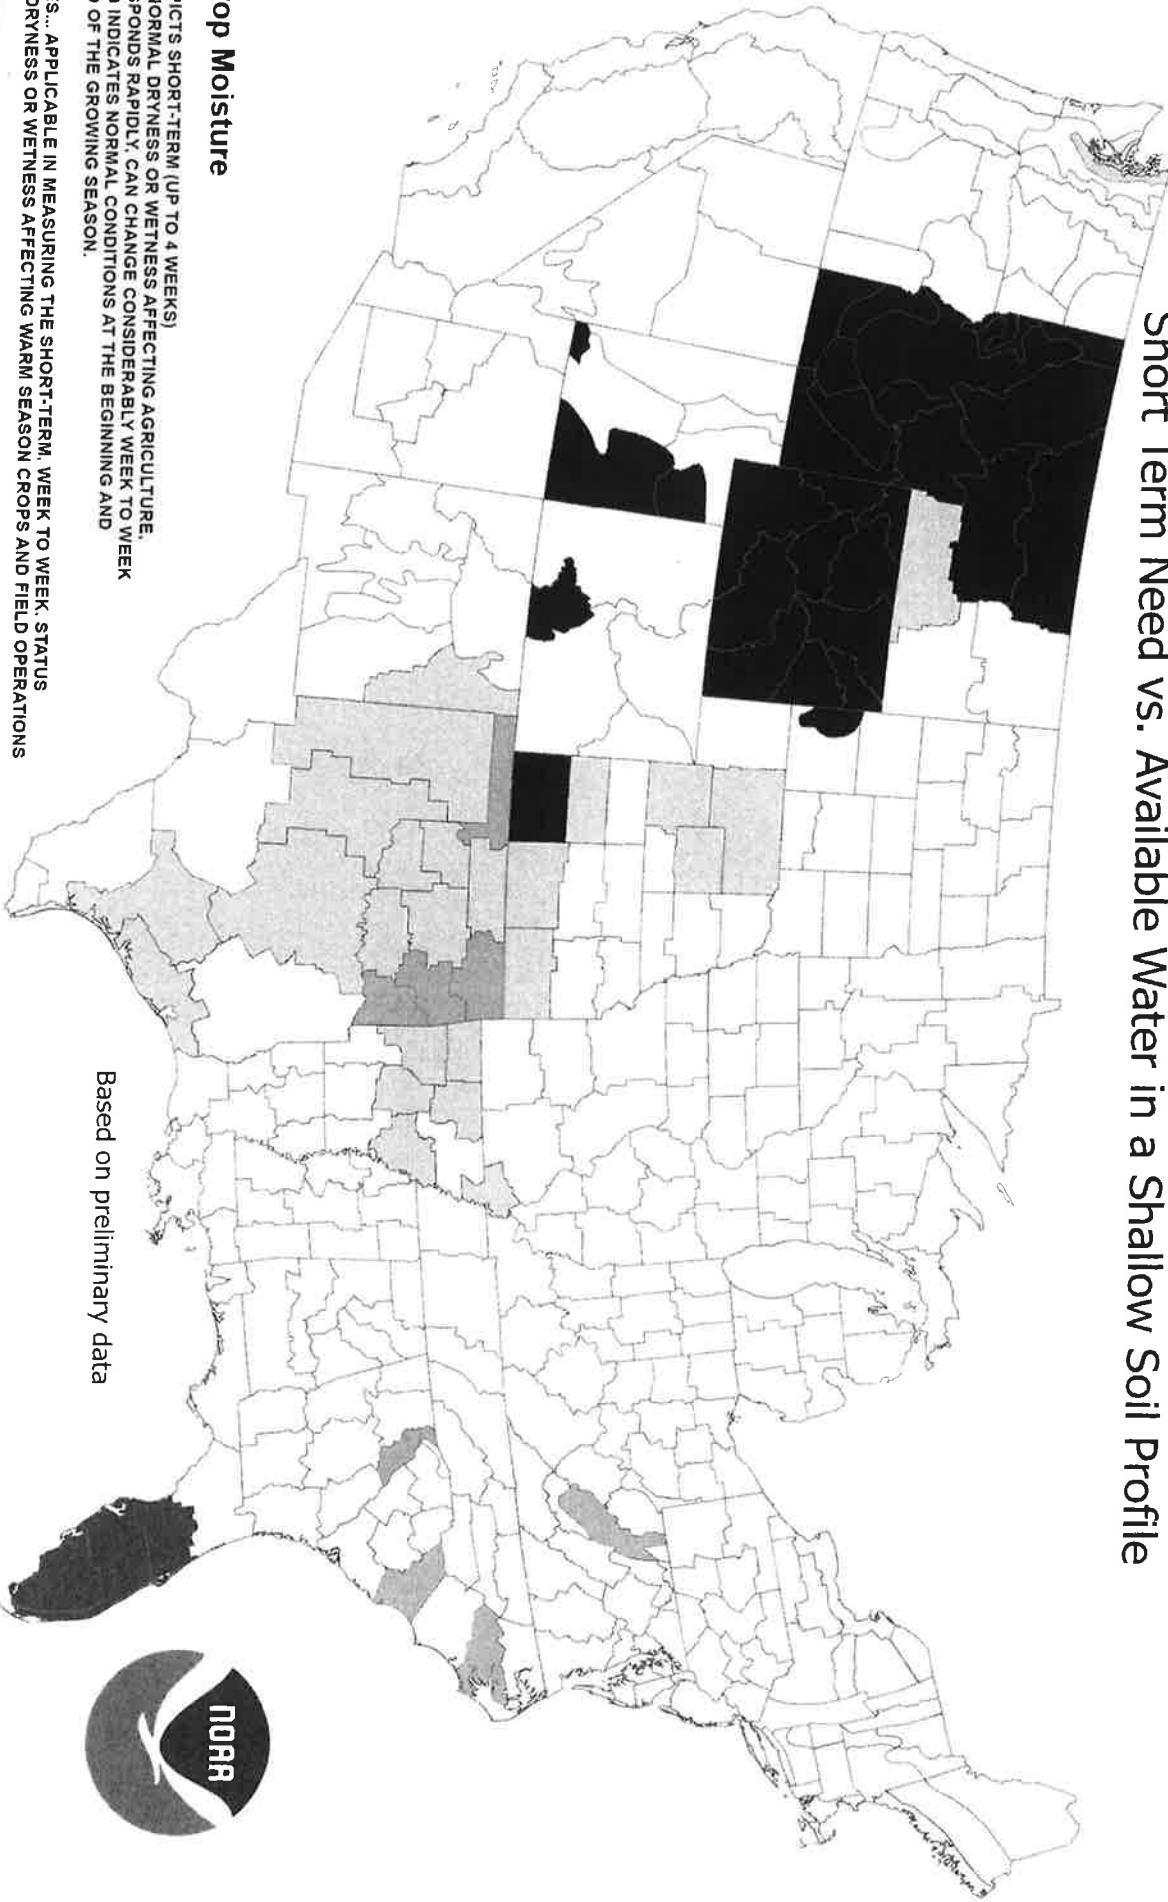 Short Term Need vs. Available Water in a Shallow Soil Profile
Based on preliminary data
op Moisture
ICTS SHORT-TERM (UP TO 4 WEEKS)
NORMAL DRYNESS OR WETNESS AFFECTING AGRICULTURE,
SPONDS RAPIDLY, CAN CHANGE CONSIDERABLY WEEK TO WEEK
INDICATES NORMAL CONDITIONS AT THE BEGINNING AND
OF THE GROWING SEASON.
ES... APPLICABLE IN MEASURING THE SHORT-TERM, WEEK TO WEEK, STATUS
DRYNESS OR WETNESS AFFECTING WARM SEASON CROPS AND FIELD OPERATIONS
NOAA